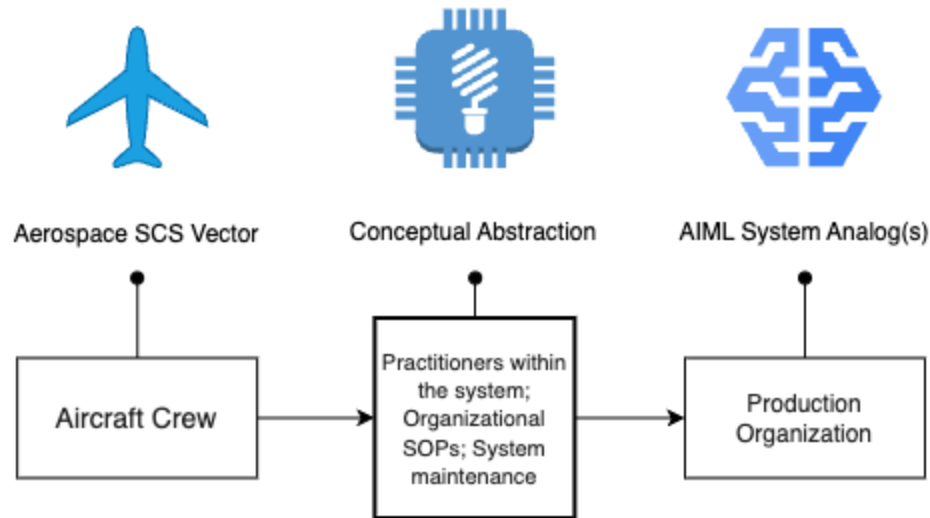 Aerospace SCS Vector
Conceptual Abstraction
AIML System Analog(s)
Aircraft Crew
Practitioners within
the system;
Organizational
SOPs; System
maintenance
Production
Organization